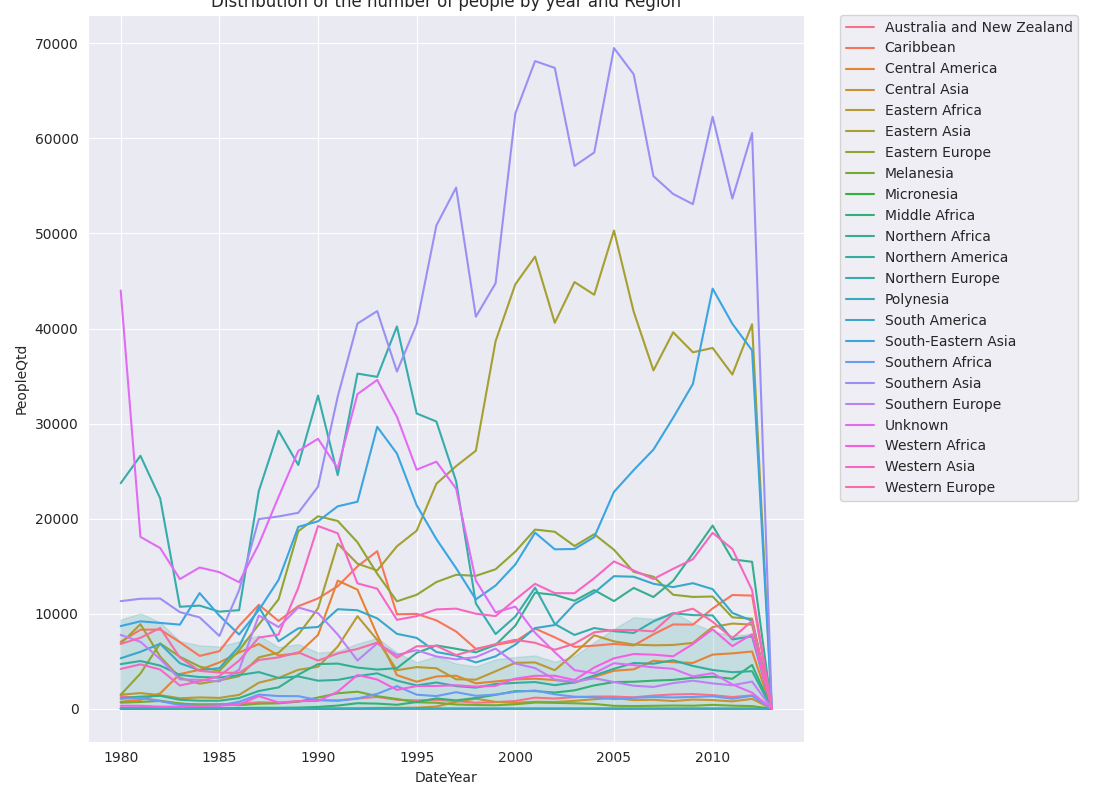 Distribution of the number of people by year and Region
70000
60000
50000
40000
30000
20000
10000
0
PeopleQtd
1980
1985
1990
1995
2000
2005
2010
DateYear
Australia and New Zealand
Caribbean
Central America
Central Asia
Eastern Africa
Eastern Asia
Eastern Europe
Melanesia
Micronesia
Middle Africa
Northern Africa
Northern America
Northern Europe
Polynesia
South America
South-Eastern Asia
Southern Africa
Southern Asia
Southern Europe
Unknown
Western Africa
Western Asia
Western Europe